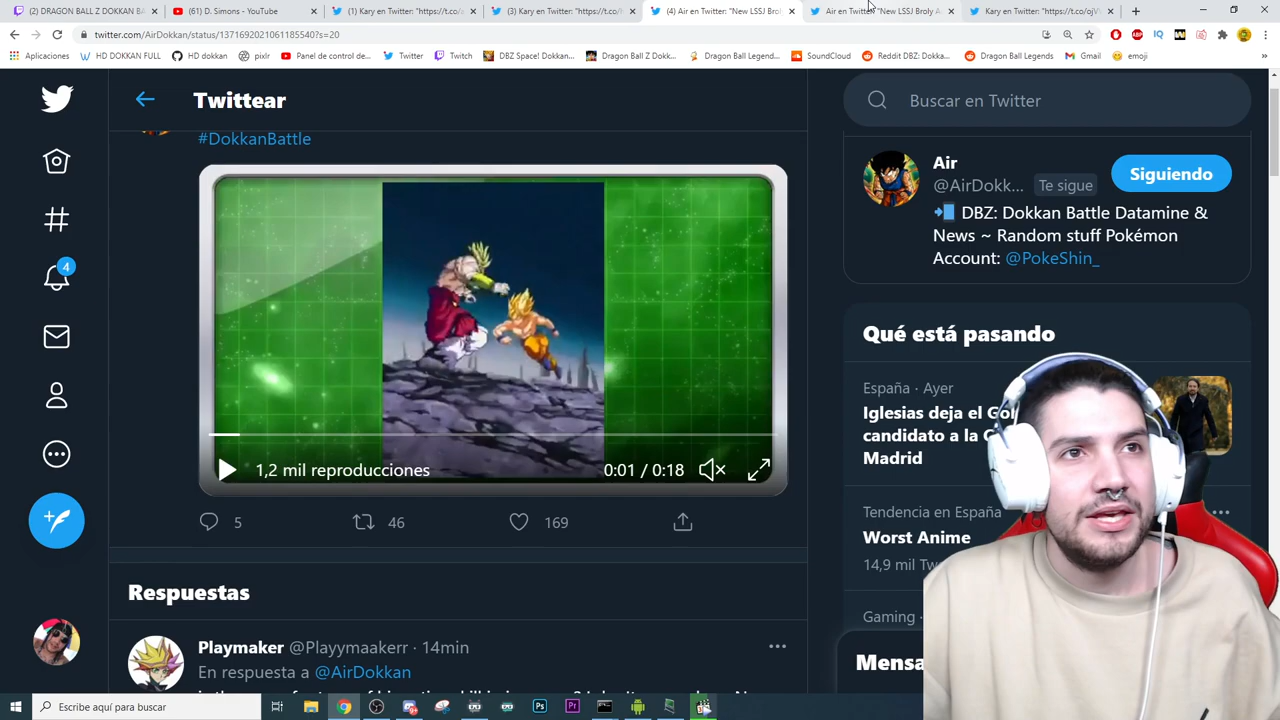 (2) DRAGON BALL Z DOKKAN B
(61) D. Simons - YouTube
(1) Kary en Twitter: "https://t.co/
(3) Kary en Twitter: "https://t.co/
(4) Air en Twitter: "New LSSJ Brol
Air en Twitter: "New LSSJ Broly A
Kary en Twitter: "https://t.co/ojV
twitter.com/AirDokkan/status/1371692021061185540?s=20
Aplicaciones
HD DOKKAN FULL
HD dokkan
pixlr
Panel de control de...
Twitter
Twitch
DBZ Space! Dokkan...
Dragon Ball Z Dokk...
Dragon Ball Legend...
SoundCloud
Reddit DBZ: Dokka...
Dragon Ball Legends
Gmail
emoji
Twittear
Buscar en Twitter
#DokkanBattle
Air
@AirDokk...
Te sigue
Siguiendo
DBZ: Dokkan Battle Datamine &
News ~ Random stuff Pokémon
Account: @PokeShin_
4
Qué está pasando
España · Ayer
Iglesias deja el Go
candidato a la C
Madrid
1,2 mil reproducciones
0:01 / 0:18
5
46
169
Tendencia en España
Worst Anime
14,9 mil Tw
Gaming ·
Respuestas
Playmaker @Playymaakerr · 14min
En respuesta a @AirDokkan
Mensa
Escribe aquí para buscar